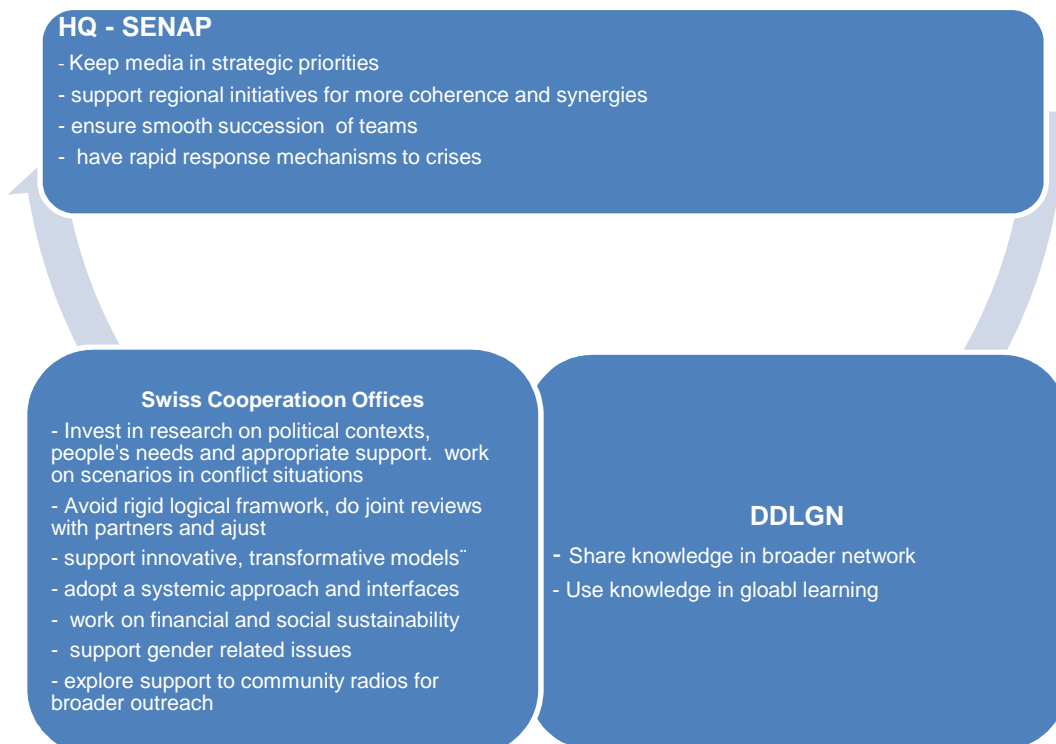 HQ - SENAP
- Keep media in strategic priorities
- support regional initiatives for more coherence and synergies
- ensure smooth succession  of teams
-  have rapid response mechanisms to crises
Swiss Cooperatioon Offices
- Invest in research on political contexts,
people's needs and appropriate support.  work
on scenarios in conflict situations
- Avoid rigid logical framwork, do joint reviews
with partners and ajust
- support innovative, transformative models¨
- adopt a systemic approach and interfaces
-  work on financial and social sustainability
-  support gender related issues
- explore support to community radios for
broader outreach
DDLGN
- Share knowledge in broader network
- Use knowledge in gloabl learning